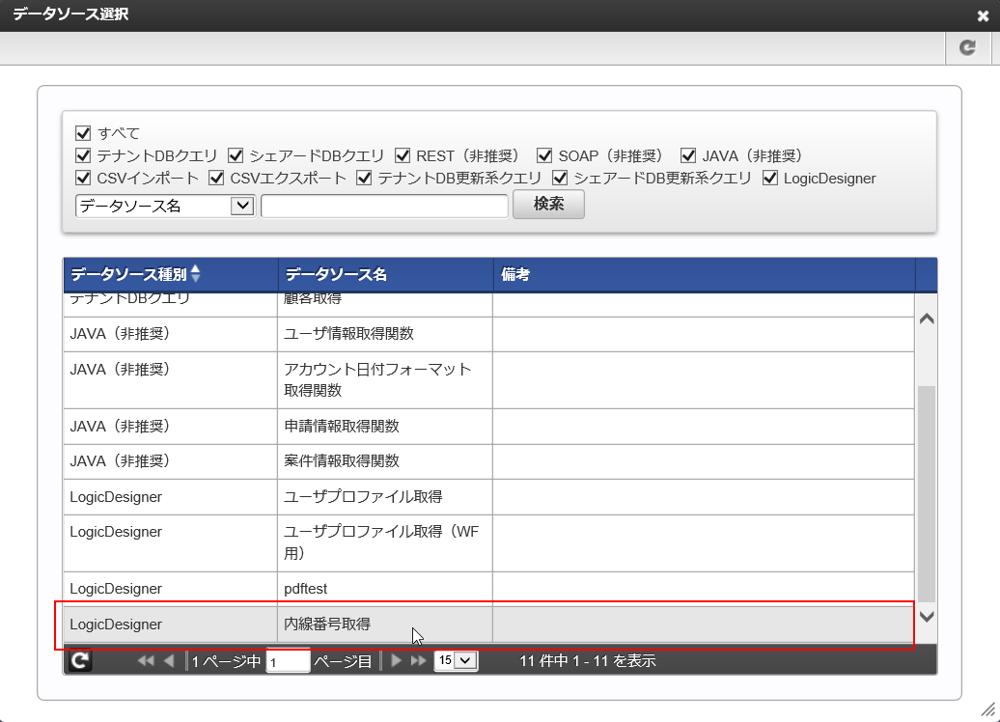 データソース選択
すべて
テナントDBクエリ シェアードDBクエリ REST（非推奨） SOAP（非推奨） JAVA（非推奨）
CSVインポート CSVエクスポート テナントDB更新系クエリ シェアードDB更新系クエリ LogicDesigner
データソース名 検索
データソース種別 データソース名 備考
テナントDBクエリ 顧客取得
JAVA（非推奨） ユーザ情報取得関数
JAVA（非推奨） アカウント日付フォーマット
取得関数
JAVA（非推奨） 申請情報取得関数
JAVA（非推奨） 案件情報取得関数
LogicDesigner ユーザプロファイル取得
LogicDesigner ユーザプロファイル取得（WF
用）
LogicDesigner pdftest
LogicDesigner 内線番号取得
1 ページ中 1 ページ目 15 11 件中 1 - 11 を表示